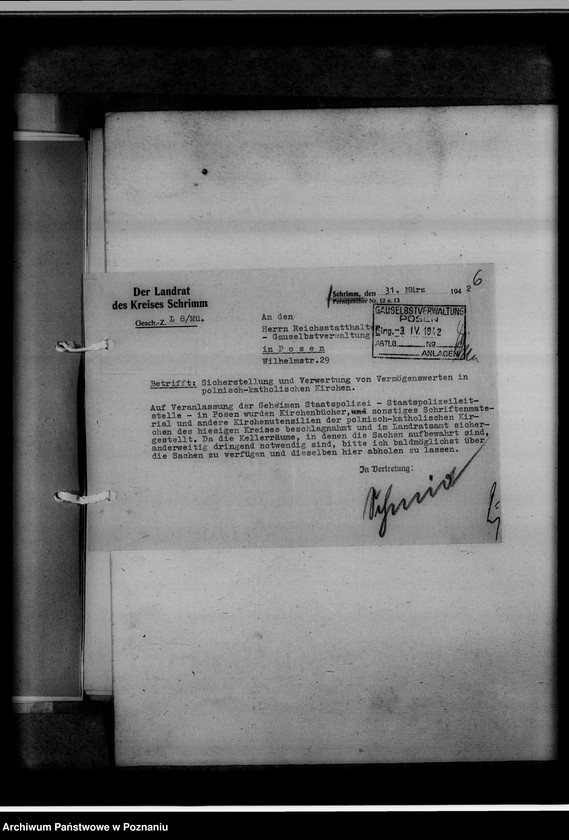 6
Der Landrat
des Kreises Schrimm
Gesch.-Z. L 8/Mü.
Schrimm, den 31. März 1942
Fernsprecher Nr. 12 u. 13
An den
Herrn Reichsstatthalte
- Gauselbstverwaltung
in Posen
Wilhelmstr.29
GAUSELBSTVERWALTUNG
POSEN
Eing. -3. IV. 1942
ABTLG. NO.
ANLAGEN
Betrifft: Sicherstellung und Verwertung von Vermögenswerten in
polnisch-katholischen Kirchen.
Auf Veranlassung der Geheimen Staatspolizei - Staatspolizeileit-
stelle - in Posen wurden Kirchenbücher, und sonstiges Schriftenmate-
rial und andere Kirchenutensilien der polnisch-katholischen Kir-
chen des hiesigen Kreises beschlagnahmt und im Landratsamt sicher-
gestellt. Da die Kellerräume, in denen die Sachen aufbewahrt sind,
anderweitig dringend notwendig sind, bitte ich baldmöglichst über
die Sachen zu verfügen und dieselben hier abholen zu lassen.
In Vertretung:
Schmid
Archiwum Państwowe w Poznaniu